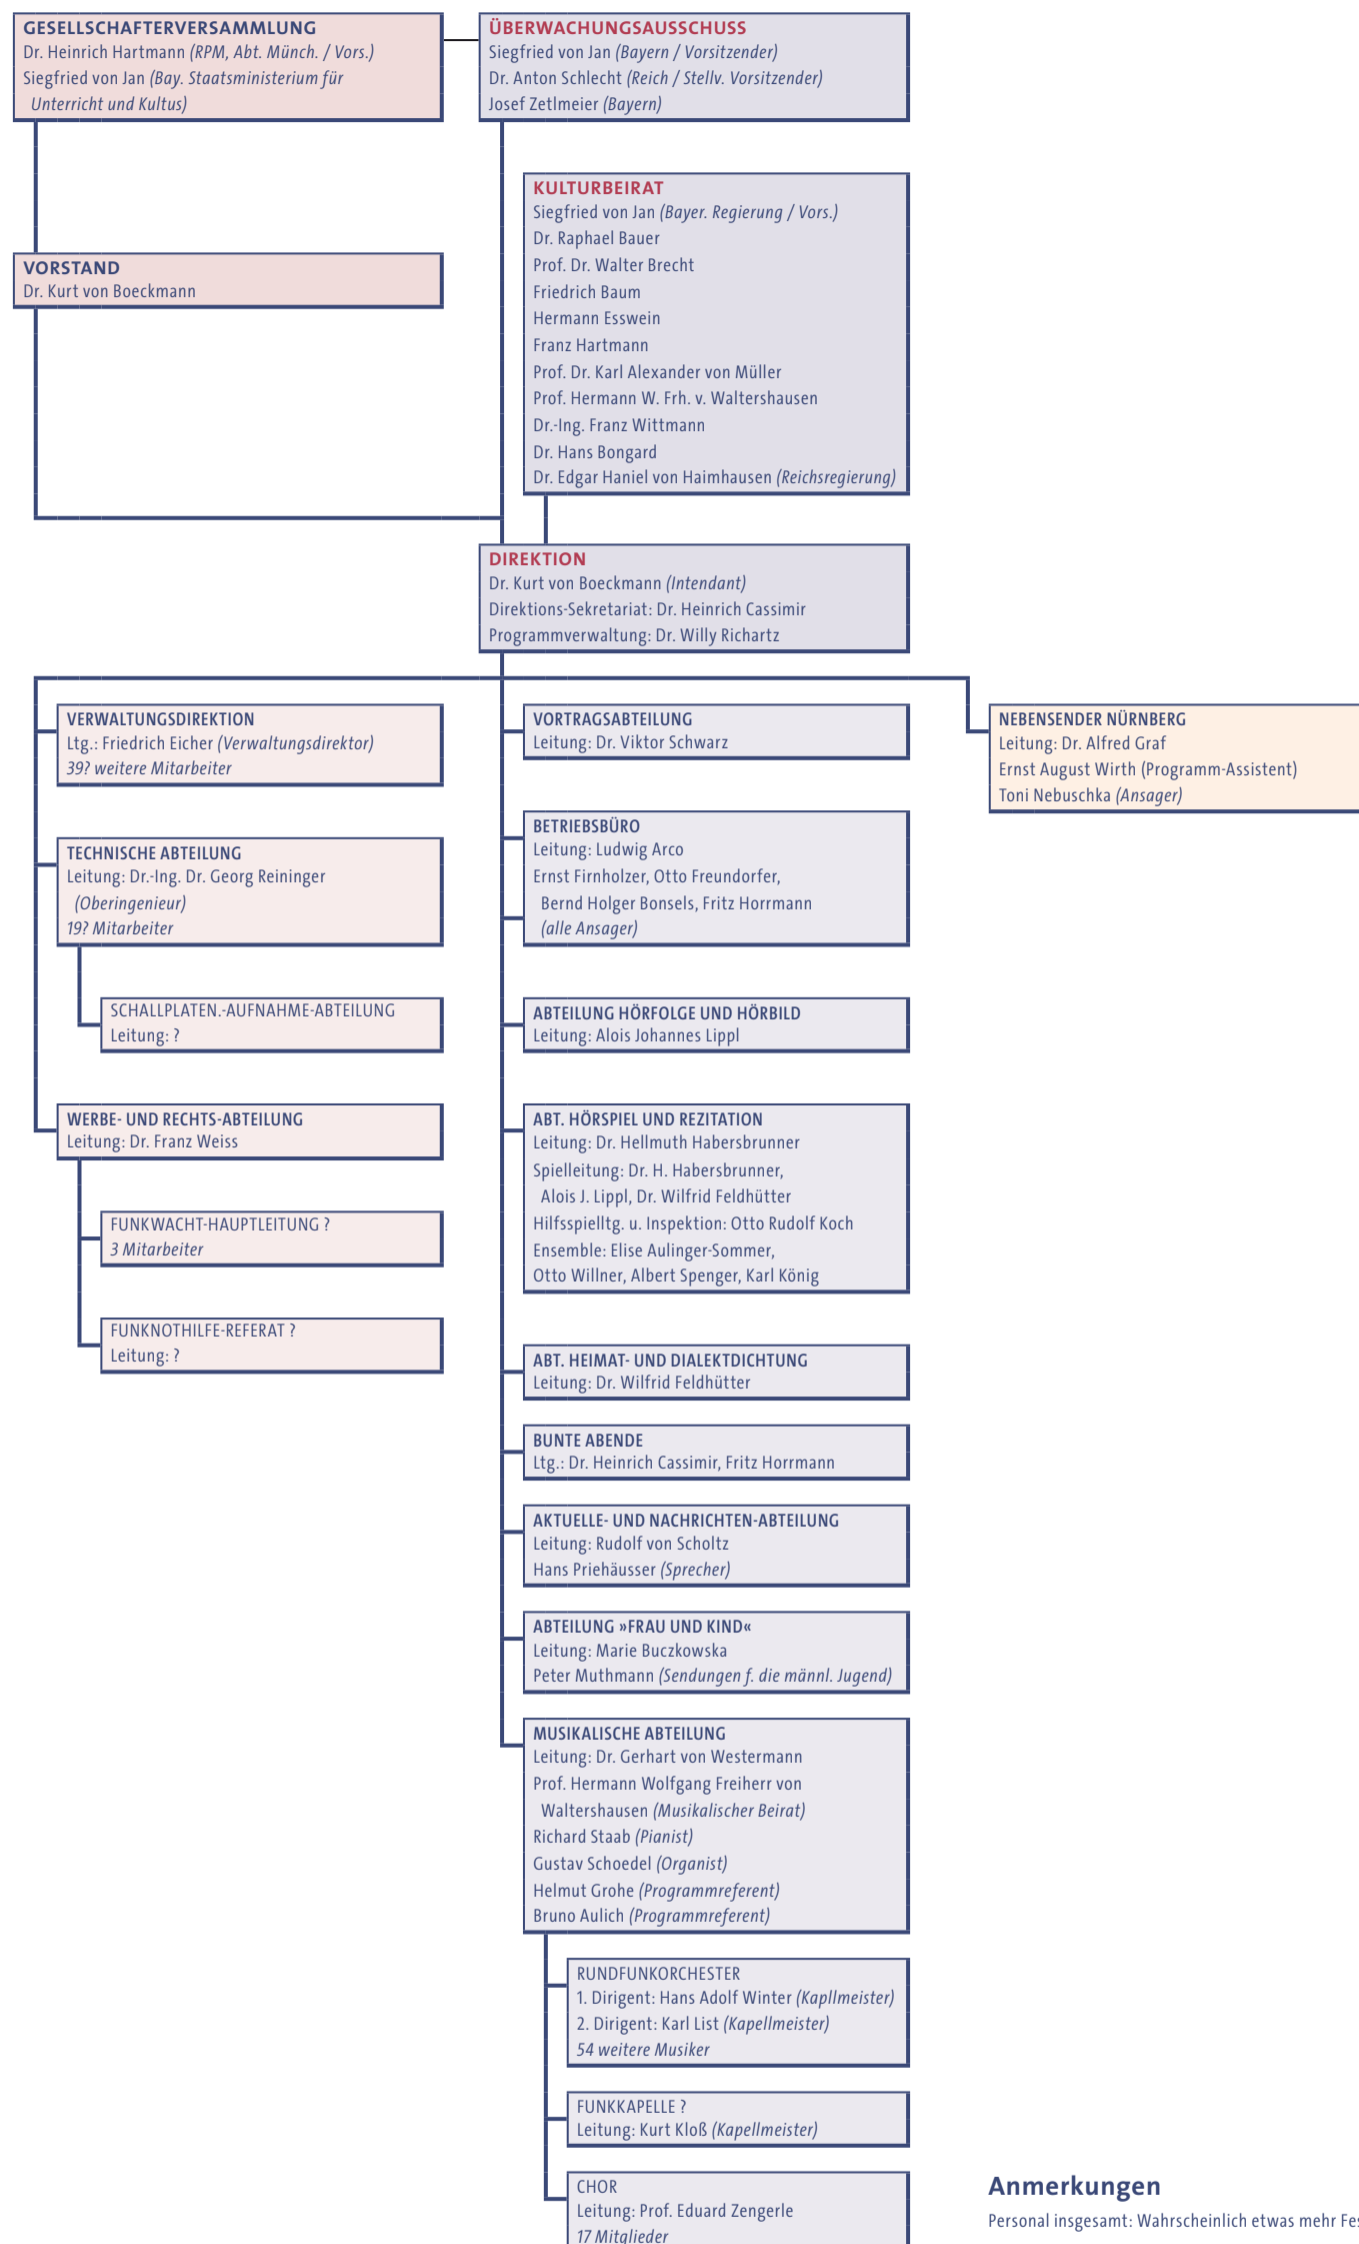 GESELLSCHAFTERVERSAMMLUNG
Dr. Heinrich Hartmann (RPM, Abt. Münch. / Vors.)
Siegfried von Jan (Bay. Staatsministerium für
Unterricht und Kultus)
ÜBERWACHUNGSAUSSCHUSS
Siegfried von Jan (Bayern / Vorsitzender)
Dr. Anton Schlecht (Reich / Stellv. Vorsitzender)
Josef Zetlmeier (Bayern)
KULTURBEIRAT
Siegfried von Jan (Bayer. Regierung / Vors.)
Dr. Raphael Bauer
Prof. Dr. Walter Brecht
Friedrich Baum
Hermann Esswein
Franz Hartmann
Prof. Dr. Karl Alexander von Müller
Prof. Hermann W. Frh. v. Waltershausen
Dr.-Ing. Franz Wittmann
Dr. Hans Bongard
Dr. Edgar Haniel von Haimhausen (Reichsregierung)
VORSTAND
Dr. Kurt von Boeckmann
DIREKTION
Dr. Kurt von Boeckmann (Intendant)
Direktions-Sekretariat: Dr. Heinrich Cassimir
Programmverwaltung: Dr. Willy Richartz
VERWALTUNGSDIREKTION
Ltg.: Friedrich Eicher (Verwaltungsdirektor)
39? weitere Mitarbeiter
TECHNISCHE ABTEILUNG
Leitung: Dr.-Ing. Dr. Georg Reininger
(Oberingenieur)
19? Mitarbeiter
SCHALLPLATEN.-AUFNAHME-ABTEILUNG
Leitung: ?
WERBE- UND RECHTS-ABTEILUNG
Leitung: Dr. Franz Weiss
FUNKWACHT-HAUPTLEITUNG ?
3 Mitarbeiter
FUNKNOTHILFE-REFERAT ?
Leitung: ?
VORTRAGSABTEILUNG
Leitung: Dr. Viktor Schwarz
BETRIEBSBÜRO
Leitung: Ludwig Arco
Ernst Firnholzer, Otto Freundorfer,
Bernd Holger Bonsels, Fritz Horrmann
(alle Ansager)
ABTEILUNG HÖRFOLGE UND HÖRBILD
Leitung: Alois Johannes Lippl
ABT. HÖRSPIEL UND REZITATION
Leitung: Dr. Hellmuth Habersbrunner
Spielleitung: Dr. H. Habersbrunner,
Alois J. Lippl, Dr. Wilfrid Feldhütter
Hilfsspielltg. u. Inspektion: Otto Rudolf Koch
Ensemble: Elise Aulinger-Sommer,
Otto Willner, Albert Spenger, Karl König
ABT. HEIMAT- UND DIALEKTDICHTUNG
Leitung: Dr. Wilfrid Feldhütter
BUNTE ABENDE
Ltg.: Dr. Heinrich Cassimir, Fritz Horrmann
AKTUELLE- UND NACHRICHTEN-ABTEILUNG
Leitung: Rudolf von Scholtz
Hans Priehäusser (Sprecher)
ABTEILUNG »FRAU UND KIND«
Leitung: Marie Buczkowska
Peter Muthmann (Sendungen f. die männl. Jugend)
MUSIKALISCHE ABTEILUNG
Leitung: Dr. Gerhart von Westermann
Prof. Hermann Wolfgang Freiherr von
Waltershausen (Musikalischer Beirat)
Richard Staab (Pianist)
Gustav Schoedel (Organist)
Helmut Grohe (Programmreferent)
Bruno Aulich (Programmreferent)
RUNDFUNKORCHESTER
1. Dirigent: Hans Adolf Winter (Kapllmeister)
2. Dirigent: Karl List (Kapellmeister)
54 weitere Musiker
FUNKKAPELLE ?
Leitung: Kurt Kloß (Kapellmeister)
CHOR
Leitung: Prof. Eduard Zengerle
17 Mitglieder
NEBENSENDER NÜRNBERG
Leitung: Dr. Alfred Graf
Ernst August Wirth (Programm-Assistent)
Toni Nebuschka (Ansager)
Anmerkungen
Personal insgesamt: Wahrscheinlich etwas mehr